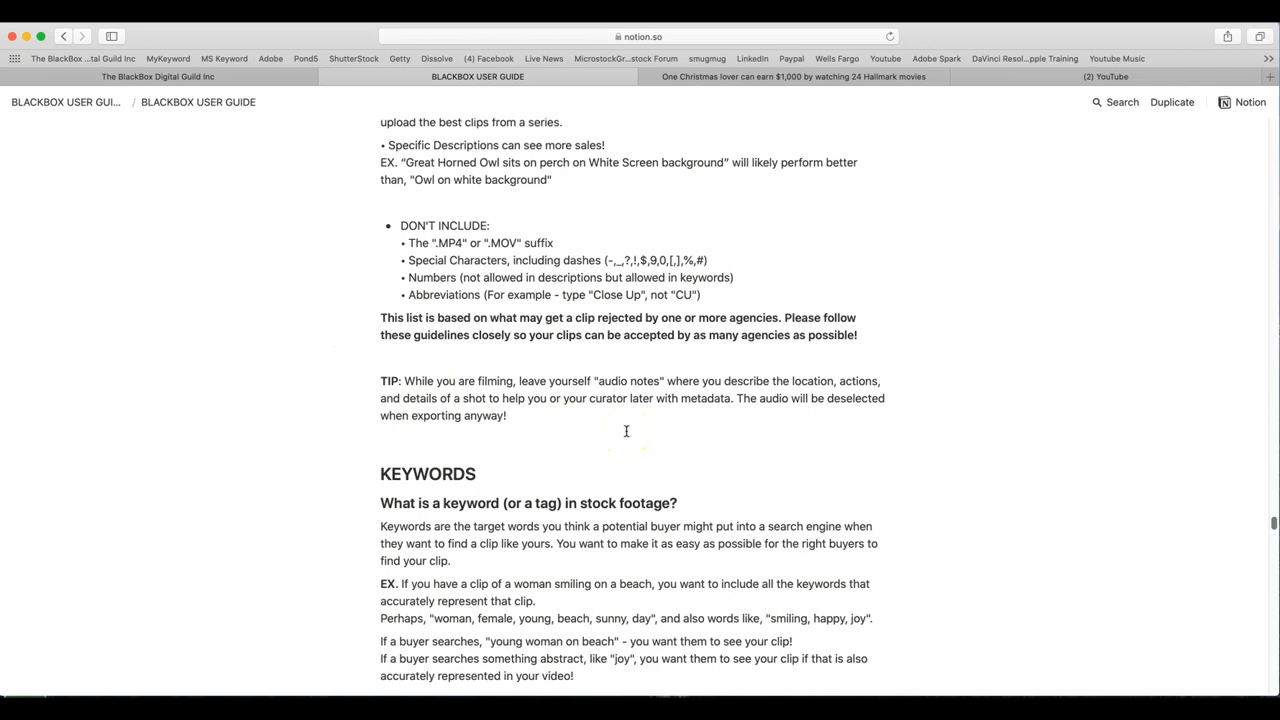 notion.so
The BlackBox ...tal Guild Inc MyKeyword MS Keyword Adobe Pond5 ShutterStock Getty Dissolve (4) Facebook Live News MicrostockGr...stock Forum smugmug LinkedIn Paypal Wells Fargo Youtube Adobe Spark DaVinci Resol...pple Training Youtube Music
The BlackBox Digital Guild Inc BLACKBOX USER GUIDE One Christmas lover can earn $1,000 by watching 24 Hallmark movies (2) YouTube
BLACKBOX USER GUI... / BLACKBOX USER GUIDE Search Duplicate Notion
upload the best clips from a series.
• Specific Descriptions can see more sales!
EX. “Great Horned Owl sits on perch on White Screen background” will likely perform better
than, "Owl on white background"
• DON'T INCLUDE:
• The ".MP4" or ".MOV" suffix
• Special Characters, including dashes (-,_,?,!,$,9,0,[,],%,#)
• Numbers (not allowed in descriptions but allowed in keywords)
• Abbreviations (For example - type "Close Up", not "CU")
This list is based on what may get a clip rejected by one or more agencies. Please follow
these guidelines closely so your clips can be accepted by as many agencies as possible!
TIP: While you are filming, leave yourself "audio notes" where you describe the location, actions,
and details of a shot to help you or your curator later with metadata. The audio will be deselected
when exporting anyway!
KEYWORDS
What is a keyword (or a tag) in stock footage?
Keywords are the target words you think a potential buyer might put into a search engine when
they want to find a clip like yours. You want to make it as easy as possible for the right buyers to
find your clip.
EX. If you have a clip of a woman smiling on a beach, you want to include all the keywords that
accurately represent that clip.
Perhaps, "woman, female, young, beach, sunny, day", and also words like, "smiling, happy, joy".
If a buyer searches, "young woman on beach" - you want them to see your clip!
If a buyer searches something abstract, like "joy", you want them to see your clip if that is also
accurately represented in your video!